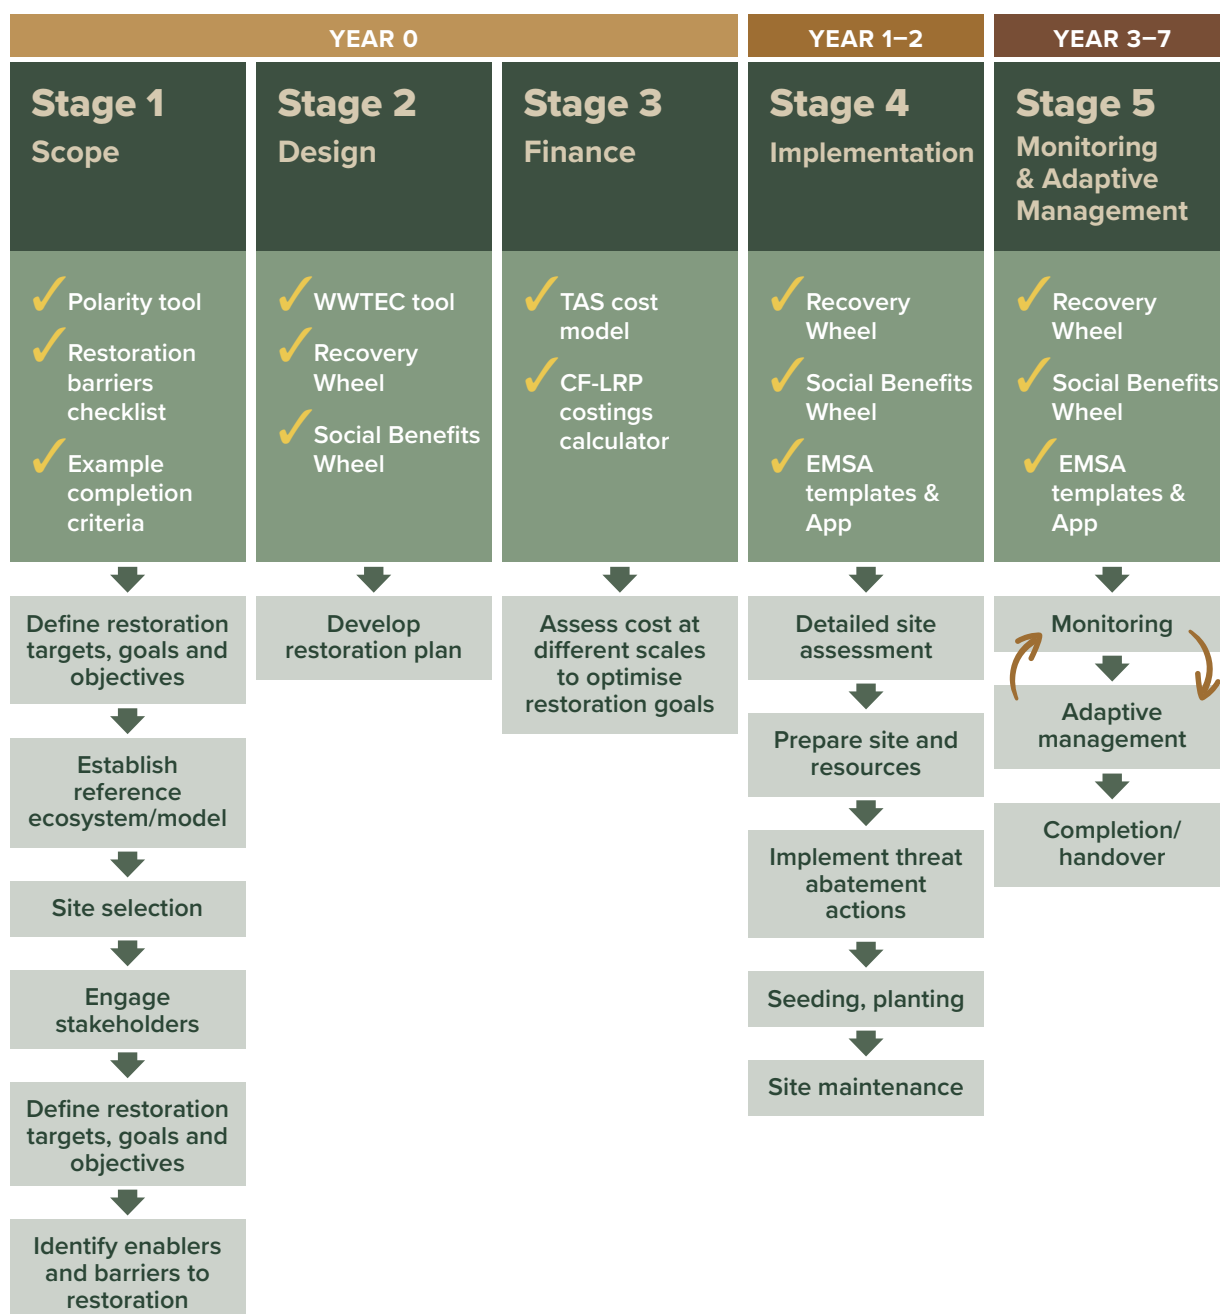 YEAR 0
YEAR 1–2
YEAR 3–7
Stage 1
Scope
Stage 2
Design
Stage 3
Finance
Stage 4
Implementation
Stage 5
Monitoring
& Adaptive
Management
Polarity tool
Restoration
barriers
checklist
Example
completion
criteria
WWTEC tool
Recovery
Wheel
Social Benefits
Wheel
TAS cost
model
CF-LRP
costings
calculator
Recovery
Wheel
Social Benefits
Wheel
EMSA
templates &
App
Recovery
Wheel
Social Benefits
Wheel
EMSA
templates &
App
Define restoration
targets, goals and
objectives
Establish
reference
ecosystem/model
Site selection
Engage
stakeholders
Define restoration
targets, goals and
objectives
Identify enablers
and barriers to
restoration
Develop
restoration plan
Assess cost at
different scales
to optimise
restoration goals
Detailed site
assessment
Prepare site and
resources
Implement threat
abatement
actions
Seeding, planting
Site maintenance
Monitoring
Adaptive
management
Completion/
handover